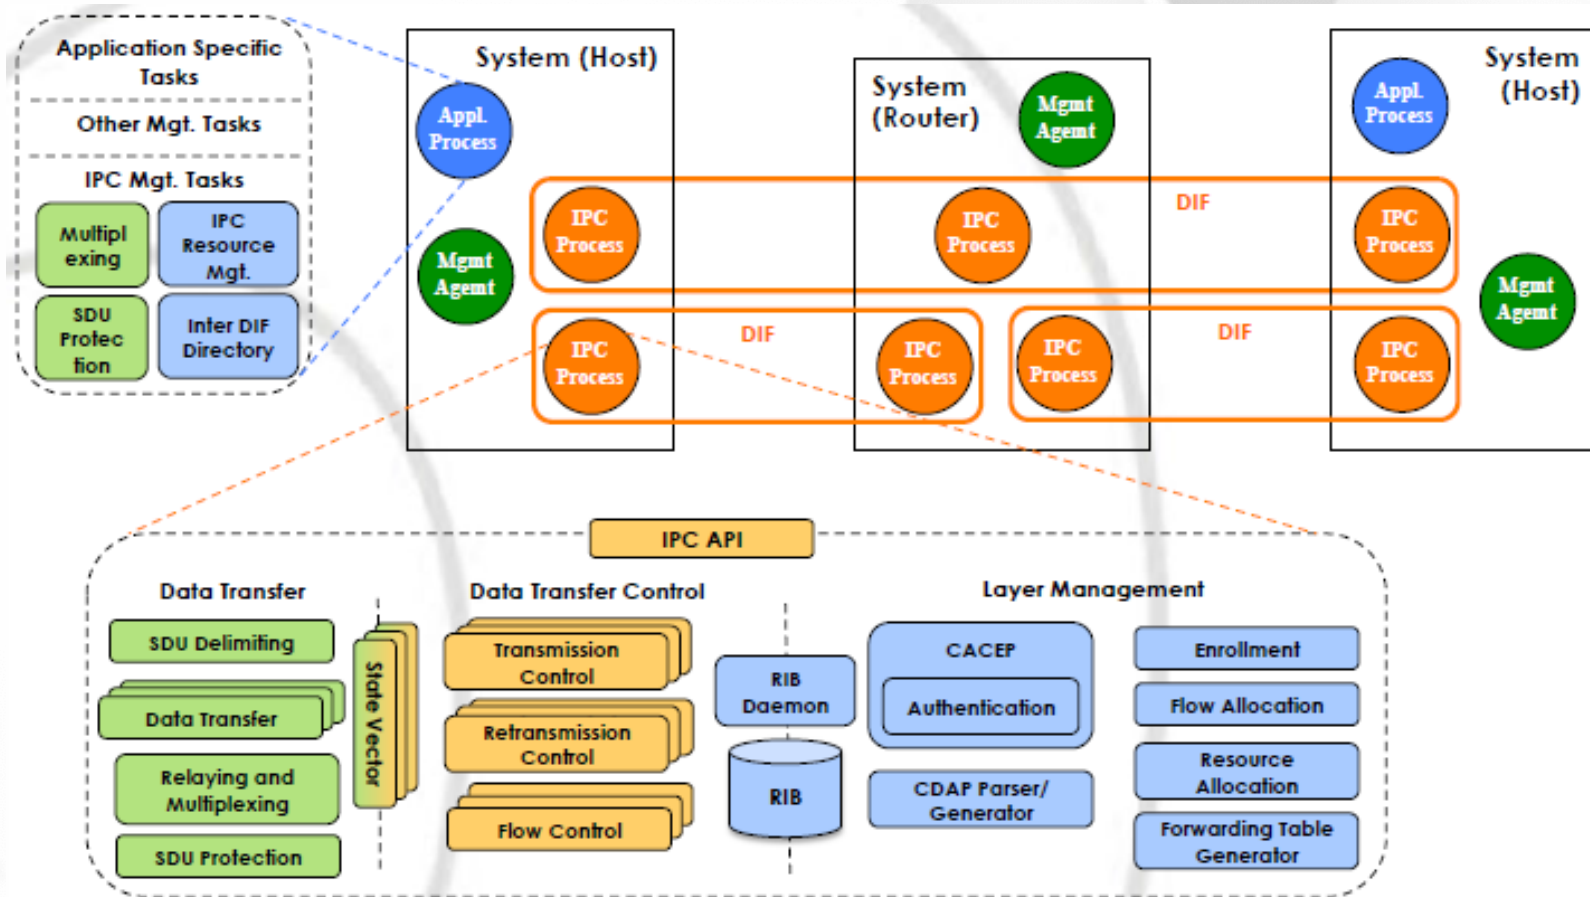 Application Specific
Tasks
Other Mgt. Tasks
IPC Mgt. Tasks
Multipl
exing
IPC
Resource
Mgt.
SDU
Protec
tion
Inter DIF
Directory
System (Host)
Appl.
Process
Mgmt
Agemt
IPC
Process
IPC
Process
System
(Router)
Mgmt
Agemt
IPC
Process
DIF
DIF
IPC
Process
IPC
Process
DIF
System
(Host)
Appl.
Process
IPC
Process
Mgmt
Agemt
IPC
Process
IPC API
Data Transfer
SDU Delimiting
Data Transfer
Relaying and
Multiplexing
SDU Protection
State Vector
Data Transfer Control
Transmission
Control
Retransmission
Control
Flow Control
RIB
Daemon
RIB
Layer Management
CACEP
Authentication
CDAP Parser/
Generator
Enrollment
Flow Allocation
Resource
Allocation
Forwarding Table
Generator